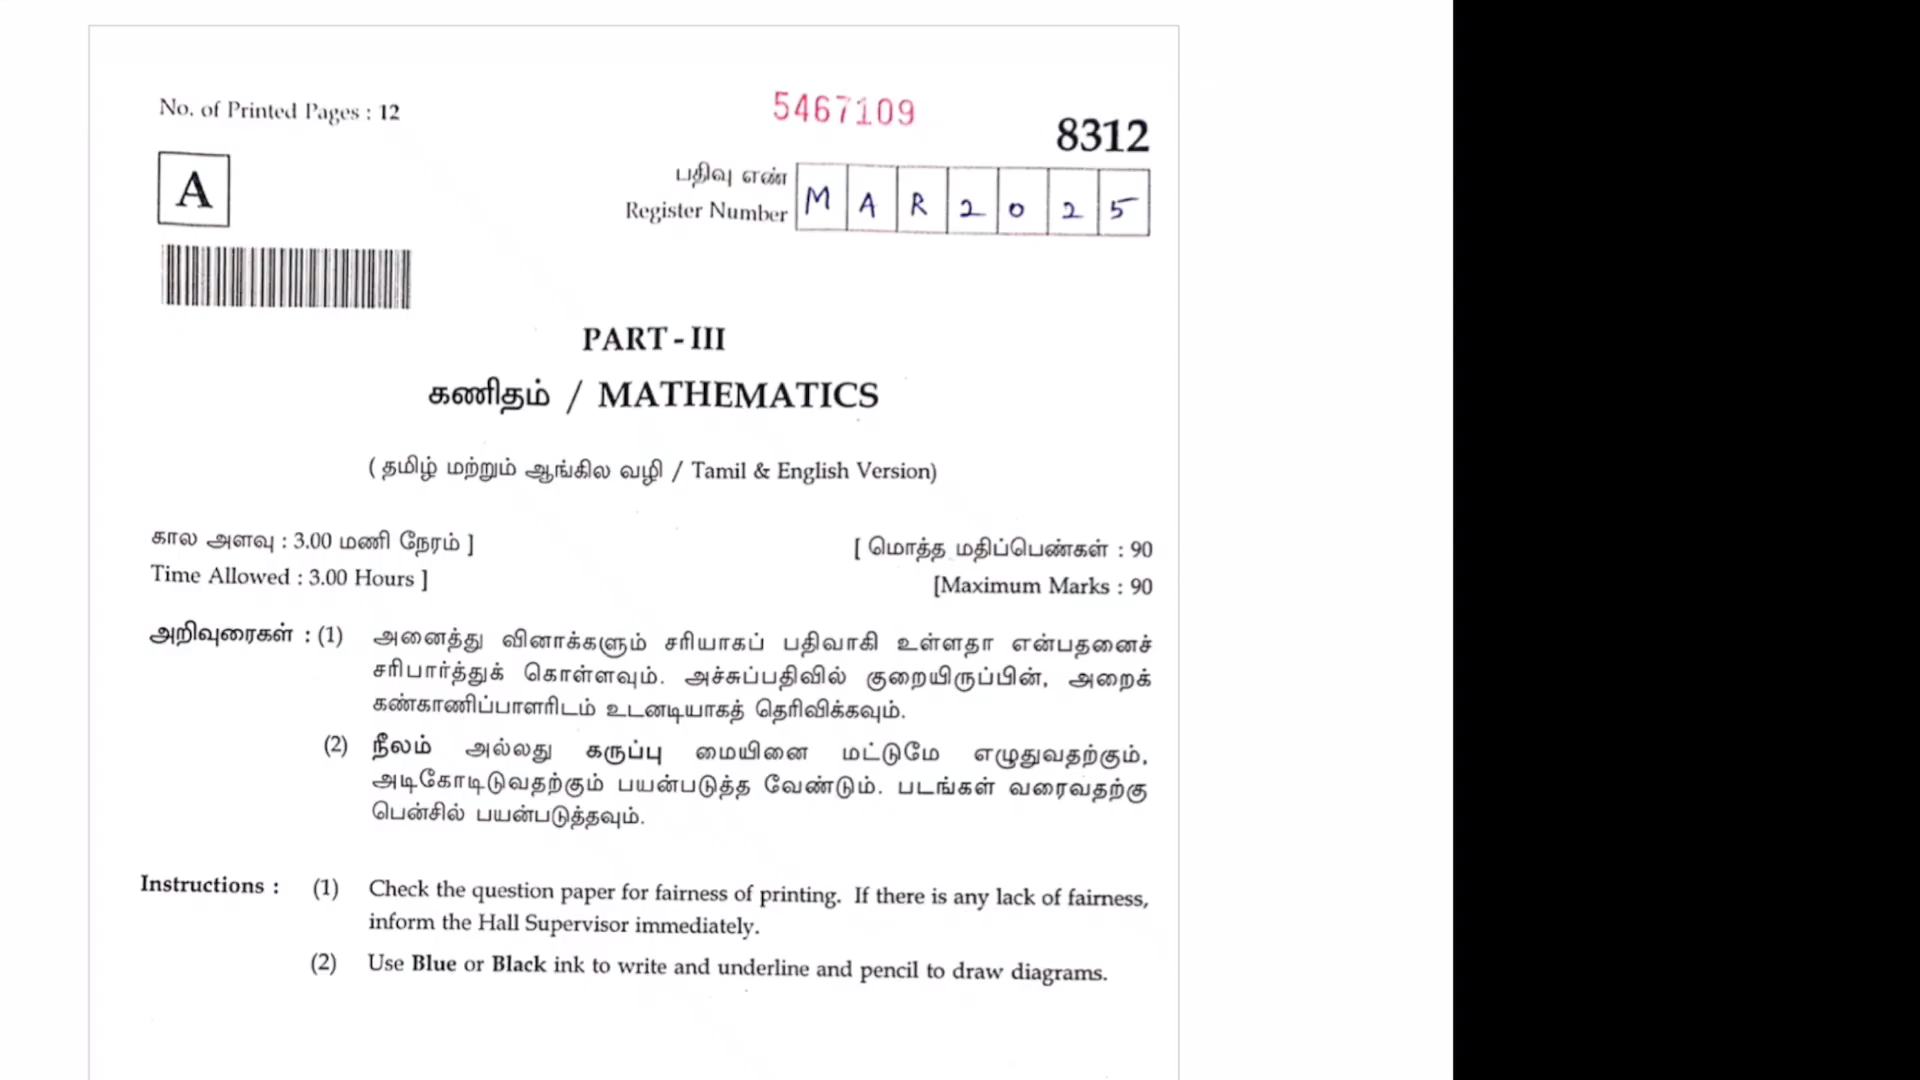 No. of Printed Pages : 12
5467109
8312
A
பதிவு எண்
Register Number
M A R 2 0 2 5
PART - III
கணிதம் / MATHEMATICS
( தமிழ் மற்றும் ஆங்கில வழி / Tamil & English Version)
கால அளவு : 3.00 மணி நேரம் ]
[ மொத்த மதிப்பெண்கள் : 90
Time Allowed : 3.00 Hours ]
[Maximum Marks : 90
அறிவுரைகள் : (1) அனைத்து வினாக்களும் சரியாகப் பதிவாகி உள்ளதா என்பதனைச்
சரிபார்த்துக் கொள்ளவும். அச்சுப்பதிவில் குறையிருப்பின், அறைக்
கண்காணிப்பாளரிடம் உடனடியாகத் தெரிவிக்கவும்.
(2) நீலம் அல்லது கருப்பு மையினை மட்டுமே எழுதுவதற்கும்,
அடிகோடிடுவதற்கும் பயன்படுத்த வேண்டும். படங்கள் வரைவதற்கு
பென்சில் பயன்படுத்தவும்.
Instructions : (1) Check the question paper for fairness of printing. If there is any lack of fairness,
inform the Hall Supervisor immediately.
(2) Use Blue or Black ink to write and underline and pencil to draw diagrams.